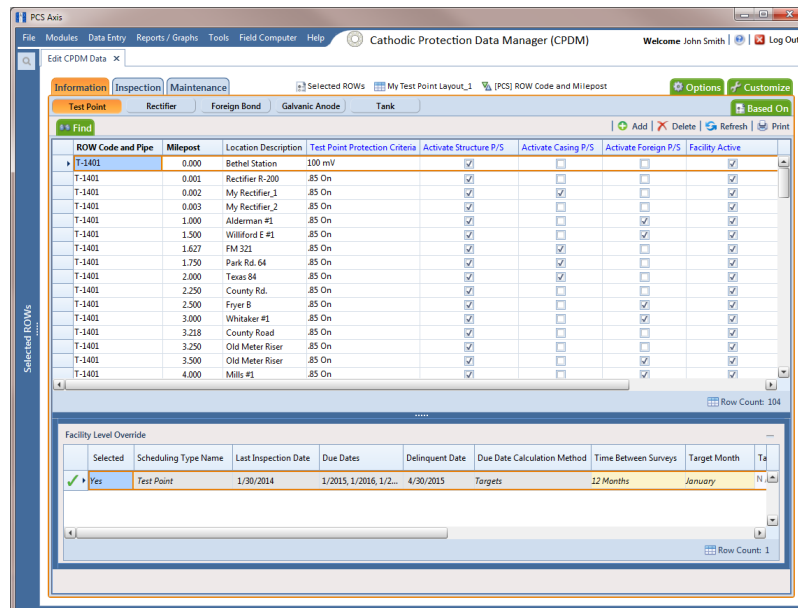 PCS Axis
File Modules Data Entry Reports / Graphs Tools Field Computer Help Cathodic Protection Data Manager (CPDM) Welcome John Smith Log Out
Edit CPDM Data ×
Information Inspection Maintenance Selected ROWs My Test Point Layout_1 [PCS] ROW Code and Milepost Options Customize
Test Point Rectifier Foreign Bond Galvanic Anode Tank Based On
Find Add Delete Refresh Print
ROW Code and Pipe Milepost Location Description Test Point Protection Criteria Activate Structure P/S Activate Casing P/S Activate Foreign P/S Facility Active
T-1401 0.000 Bethel Station 100 mV
T-1401 0.001 Rectifier R-200 .85 On
T-1401 0.002 My Rectifier_1 .85 On
T-1401 0.003 My Rectifier_2 .85 On
T-1401 1.000 Alderman #1 .85 On
T-1401 1.500 Williford E #1 .85 On
T-1401 1.627 FM 321 .85 On
T-1401 1.750 Park Rd. 64 .85 On
T-1401 2.000 Texas 84 .85 On
T-1401 2.250 County Rd. .85 On
T-1401 2.500 Fryer B .85 On
T-1401 3.000 Whitaker #1 .85 On
T-1401 3.218 County Road .85 On
T-1401 3.250 Old Meter Riser .85 On
T-1401 3.500 Old Meter Riser .85 On
T-1401 4.000 Mills #1 .85 On
Row Count: 104
Selected ROWs
Facility Level Override
Selected Scheduling Type Name Last Inspection Date Due Dates Delinquent Date Due Date Calculation Method Time Between Surveys Target Month Ta
Yes Test Point 1/30/2014 1/2015, 1/2016, 1/2... 4/30/2015 Targets 12 Months January N
Row Count: 1